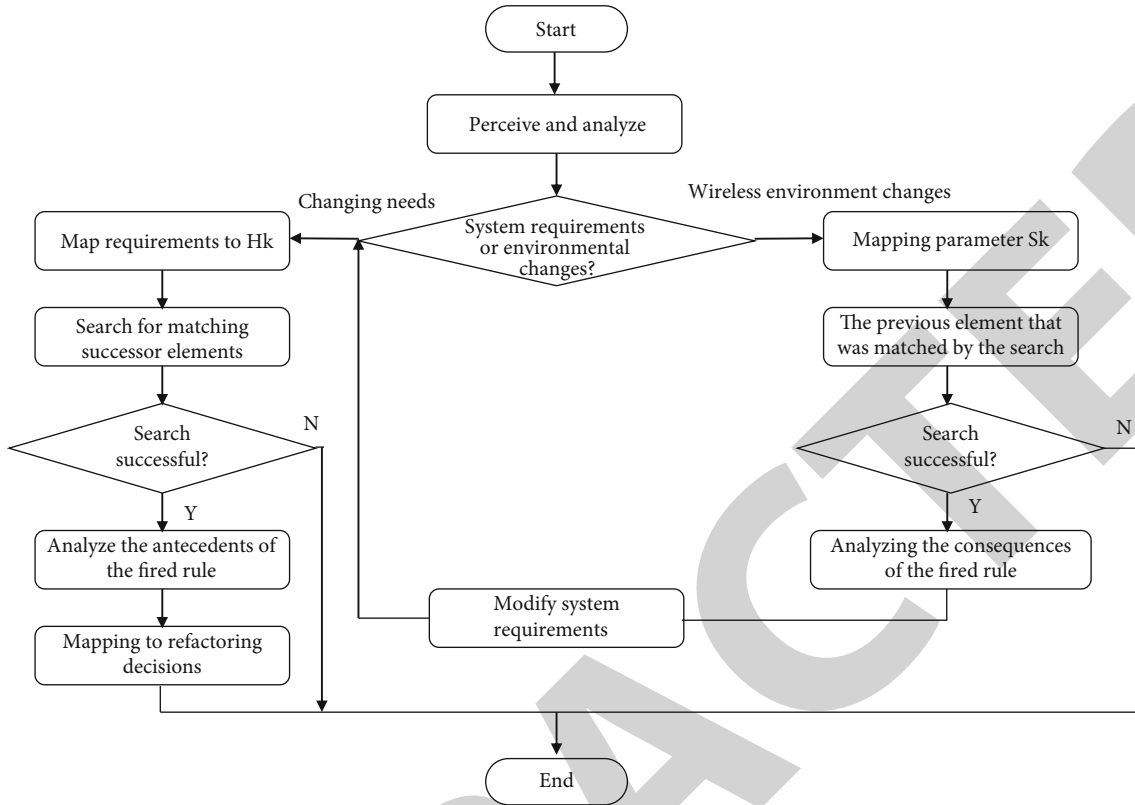 Start
Perceive and analyze
Changing needs
Wireless environment changes
System requirements
or environmental
changes?
Map requirements to Hk
Mapping parameter Sk
Search for matching
successor elements
The previous element that
was matched by the search
Search
successful?
N
Y
Search
successful?
N
Y
Analyze the antecedents of
the fired rule
Analyzing the consequences
of the fired rule
Modify system
requirements
Mapping to refactoring
decisions
End
ACTE